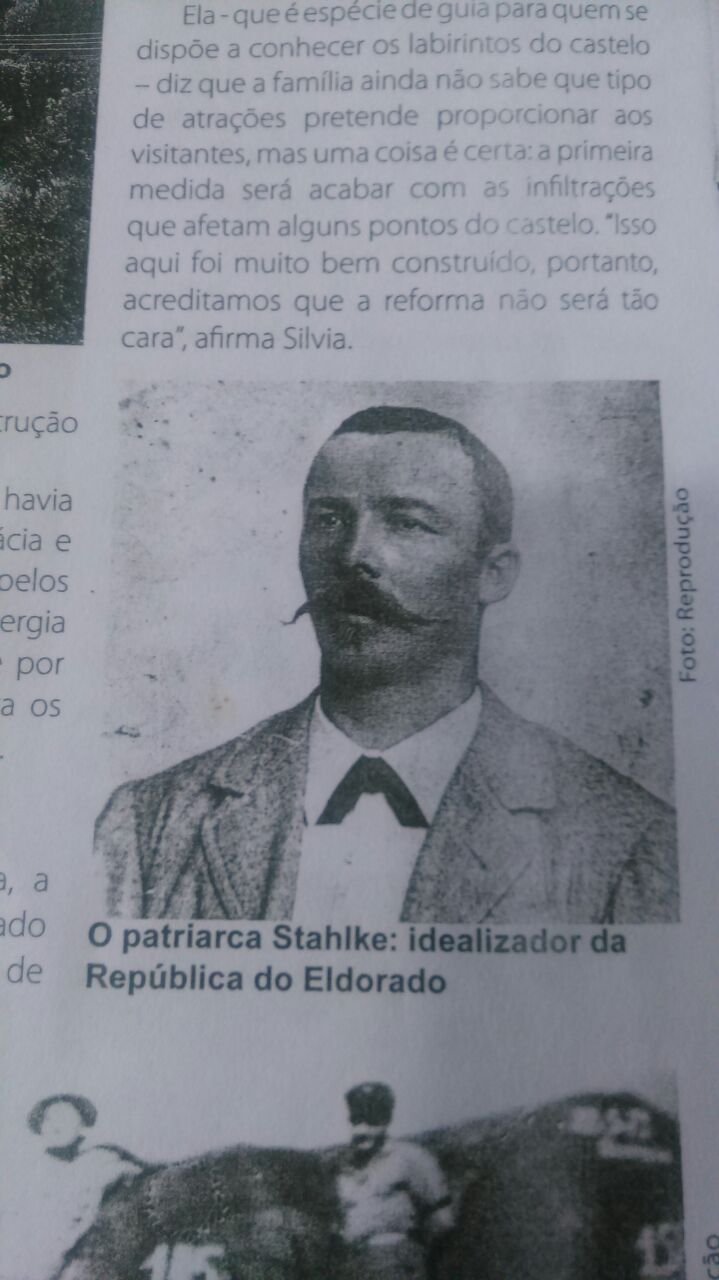 Ela - que é espécie de guia para quem se
dispõe a conhecer os labirintos do castelo
– diz que a família ainda não sabe que tipo
de atrações pretende proporcionar aos
visitantes, mas uma coisa é certa: a primeira
medida será acabar com as infiltrações
que afetam alguns pontos do castelo. "Isso
aqui foi muito bem construído, portanto,
acreditamos que a reforma não será tão
cara", afirma Silvia.
o
trução
havia
ácia e
pelos
ergia
e por
a os
.
a, a
ado
de
Foto: Reprodução
O patriarca Stahlke: idealizador da
República do Eldorado
ção